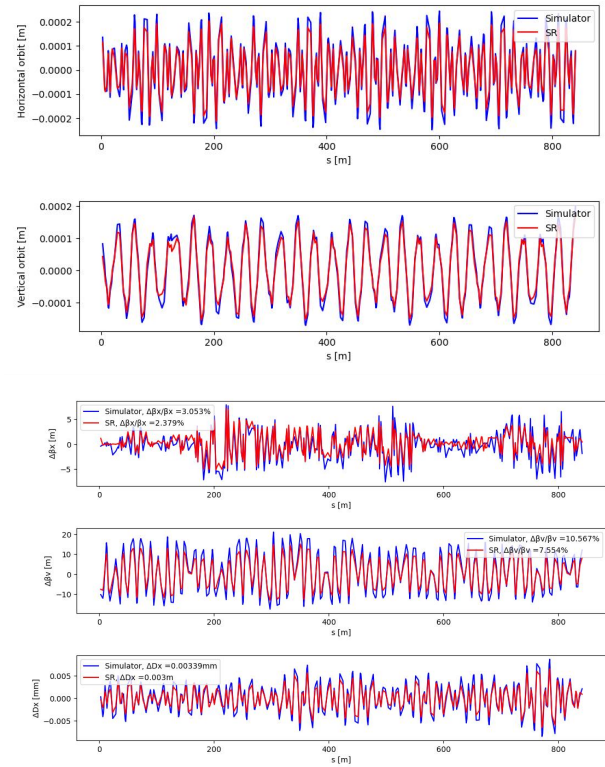 0.0002
0.0001
0.0000
−0.0001
−0.0002
Horizontal orbit [m]
Simulator
SR
0 200 400 600 800
s [m]
0.0002
0.0001
0.0000
−0.0001
Vertical orbit [m]
Simulator
SR
0 200 400 600 800
s [m]
5
0
−5
Δβx [m]
Simulator, Δβx/βx =3.053%
SR, Δβx/βx =2.379%
0 200 400 600 800
s [m]
20
10
0
−10
Δβv [m]
Simulator, Δβv/βv =10.567%
SR, Δβv/βv =7.554%
0 200 400 600 800
s [m]
0.005
0.000
−0.005
ΔDx [mm]
Simulator, ΔDx =0.00339mm
SR, ΔDx =0.003m
0 200 400 600 800
s [m]